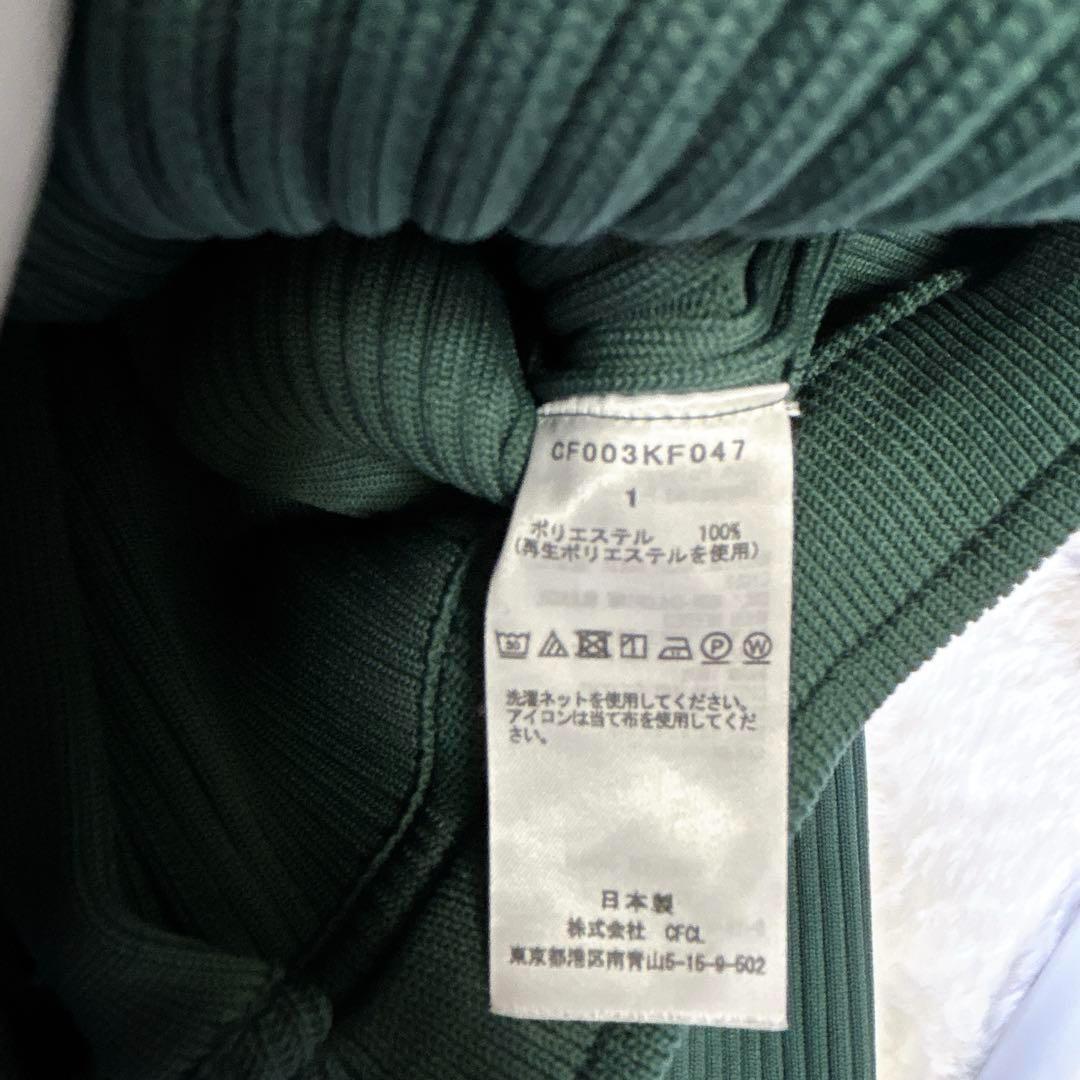 CF003KF047
1
ポリエステル 100%
(再生ポリエステルを使用)
30
P W
洗濯ネットを使用してください。
アイコンは当て布を使用してくだ
さい。
日本製
株式会社 CFCL
東京都港区南青山5-15-9-502